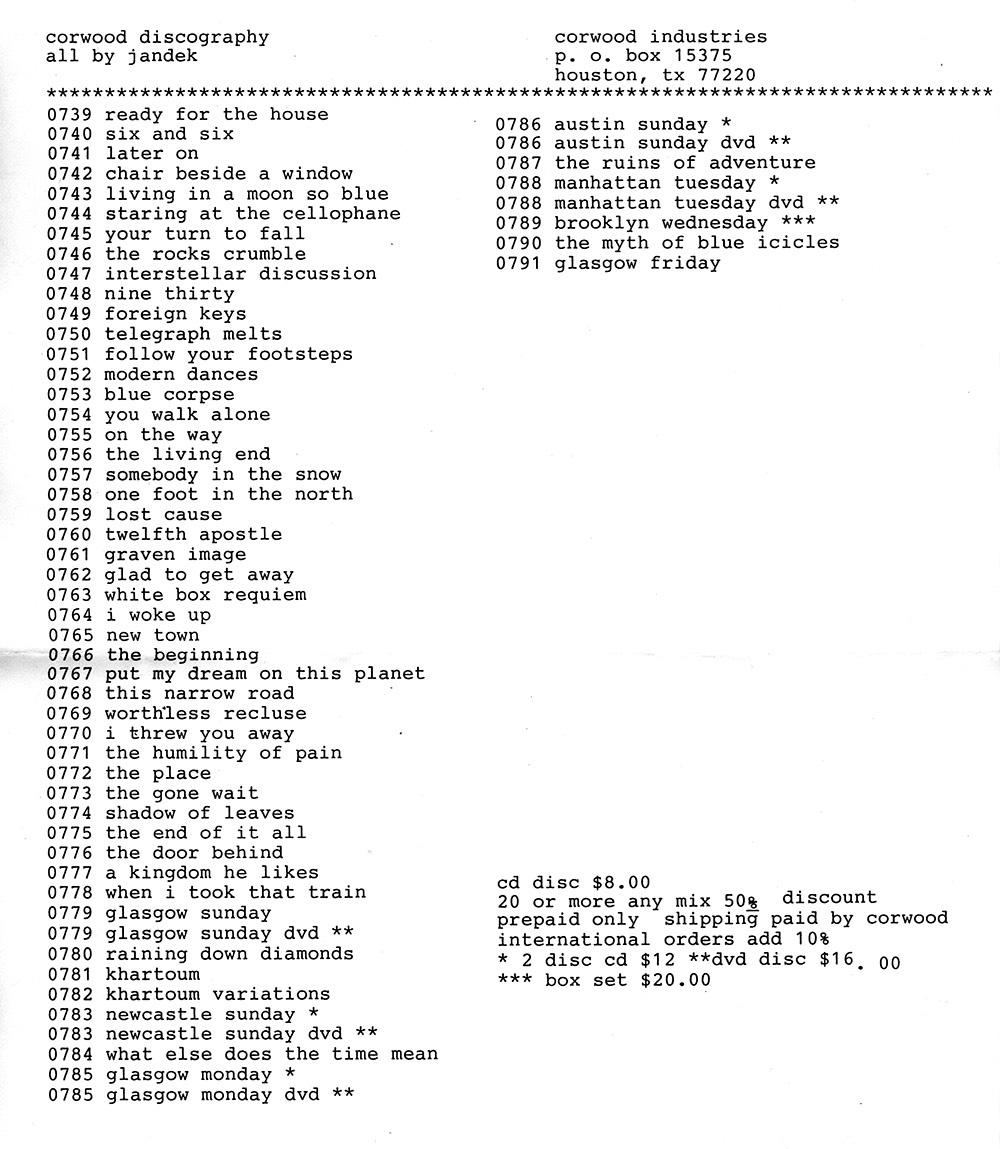 corwood discography
all by jandek
corwood industries
p. o. box 15375
houston, tx 77220
********************************************************************************
0739 ready for the house
0740 six and six
0741 later on
0742 chair beside a window
0743 living in a moon so blue
0744 staring at the cellophane
0745 your turn to fall
0746 the rocks crumble
0747 interstellar discussion
0748 nine thirty
0749 foreign keys
0750 telegraph melts
0751 follow your footsteps
0752 modern dances
0753 blue corpse
0754 you walk alone
0755 on the way
0756 the living end
0757 somebody in the snow
0758 one foot in the north
0759 lost cause
0760 twelfth apostle
0761 graven image
0762 glad to get away
0763 white box requiem
0764 i woke up
0765 new town
0766 the beginning
0767 put my dream on this planet
0768 this narrow road
0769 worthless recluse
0770 i threw you away
0771 the humility of pain
0772 the place
0773 the gone wait
0774 shadow of leaves
0775 the end of it all
0776 the door behind
0777 a kingdom he likes
0778 when i took that train
0779 glasgow sunday
0779 glasgow sunday dvd **
0780 raining down diamonds
0781 khartoum
0782 khartoum variations
0783 newcastle sunday *
0783 newcastle sunday dvd **
0784 what else does the time mean
0785 glasgow monday *
0785 glasgow monday dvd **
0786 austin sunday *
0786 austin sunday dvd **
0787 the ruins of adventure
0788 manhattan tuesday *
0788 manhattan tuesday dvd **
0789 brooklyn wednesday ***
0790 the myth of blue icicles
0791 glasgow friday
cd disc $8.00
20 or more any mix 50% discount
prepaid only shipping paid by corwood
international orders add 10%
* 2 disc cd $12 **dvd disc $16. 00
*** box set $20.00